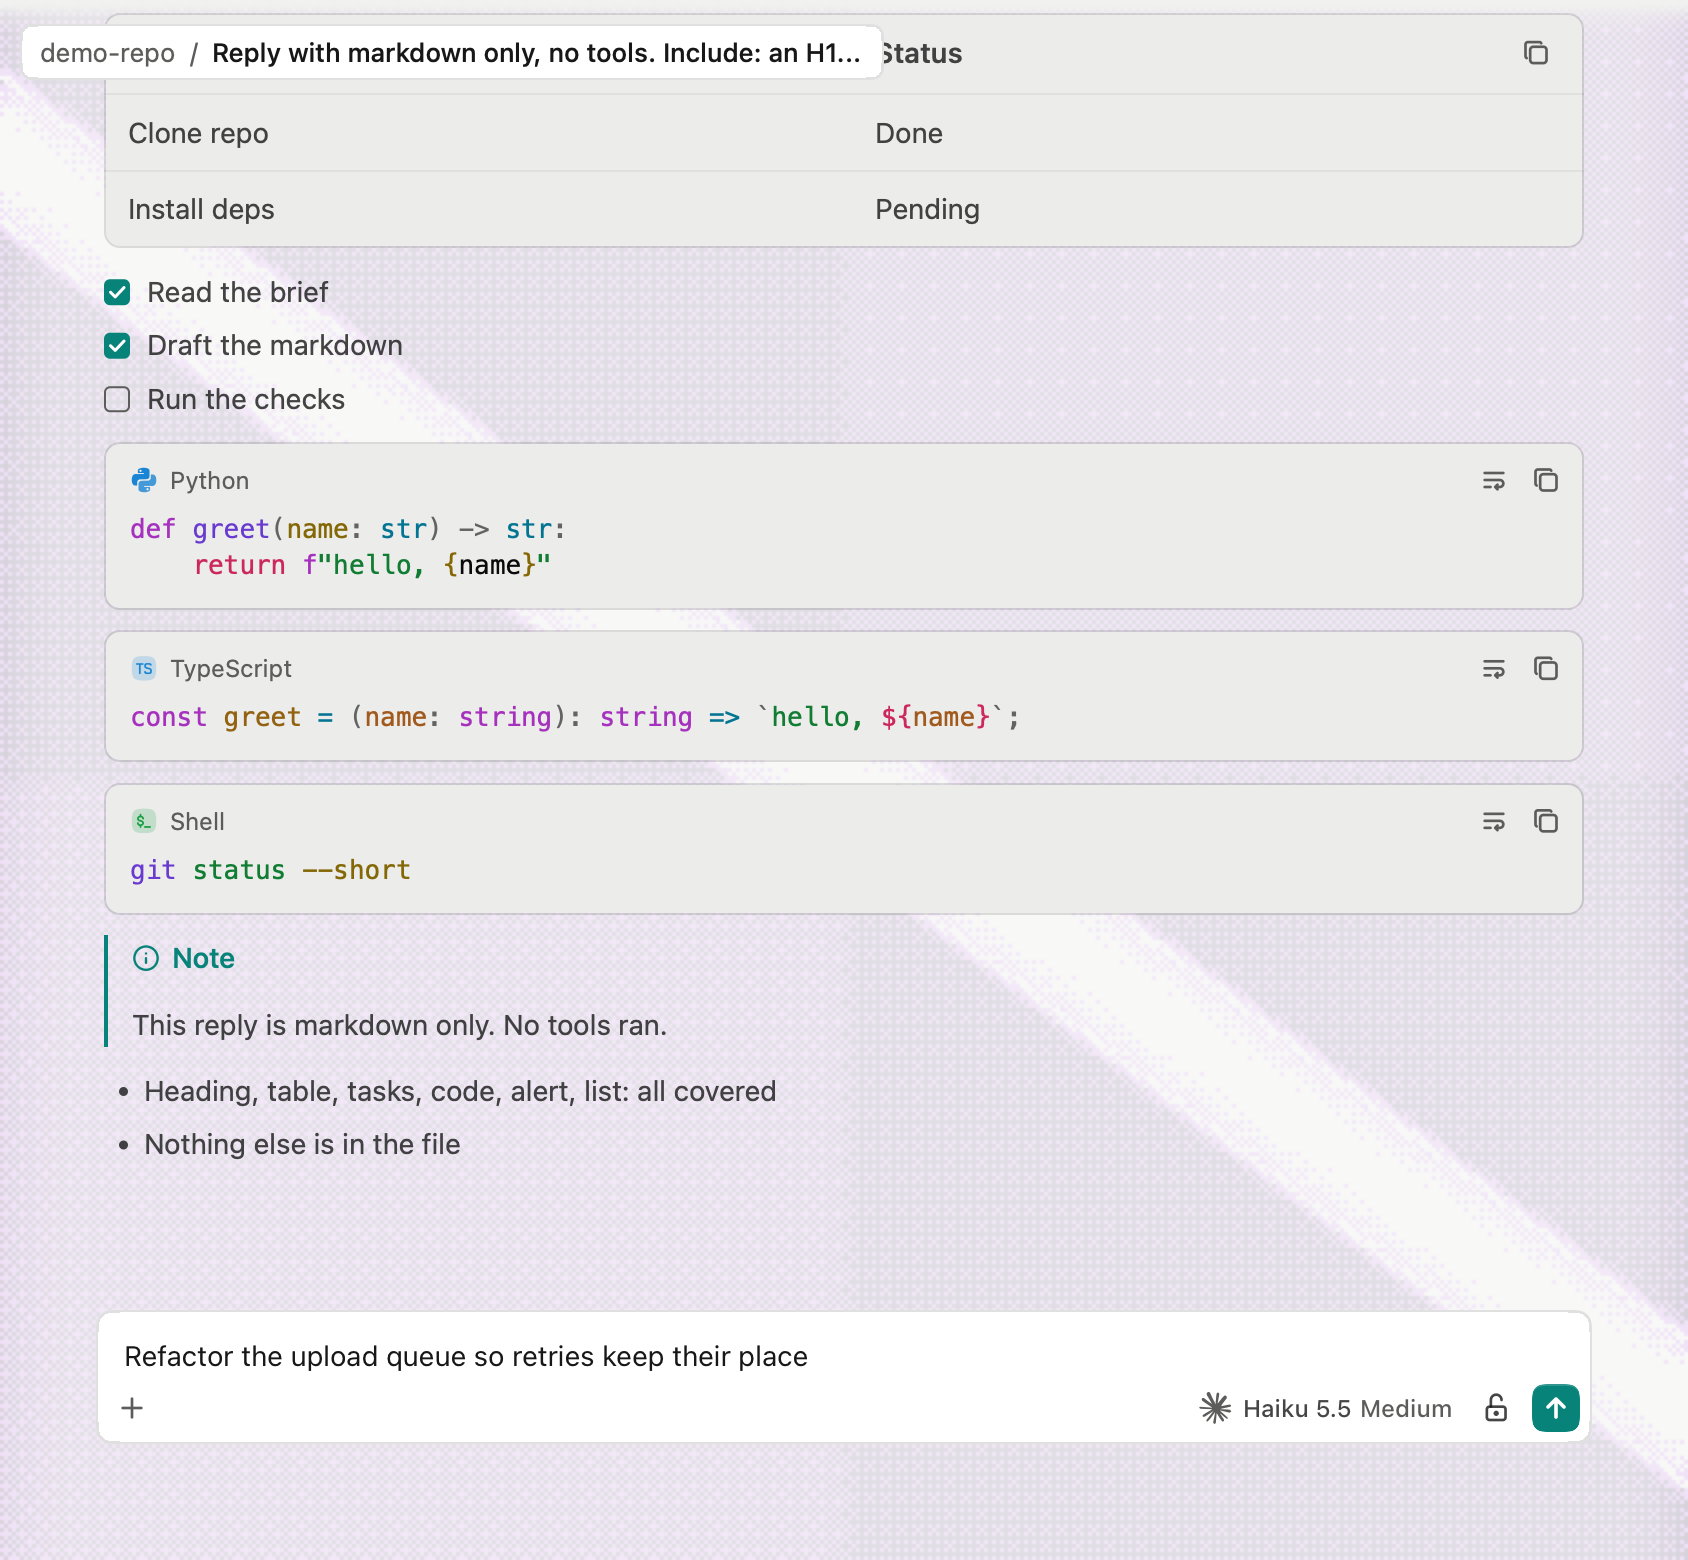 demo-repo / Reply with markdown only, no tools. Include: an H1...
Status
Clone repo Done
Install deps Pending
Read the brief
Draft the markdown
Run the checks
Python
def greet(name: str) -> str:
    return f"hello, {name}"
TS TypeScript
const greet = (name: string): string => `hello, ${name}`;
$_ Shell
git status --short
Note
This reply is markdown only. No tools ran.
• Heading, table, tasks, code, alert, list: all covered
• Nothing else is in the file
Refactor the upload queue so retries keep their place
Haiku 5.5 Medium